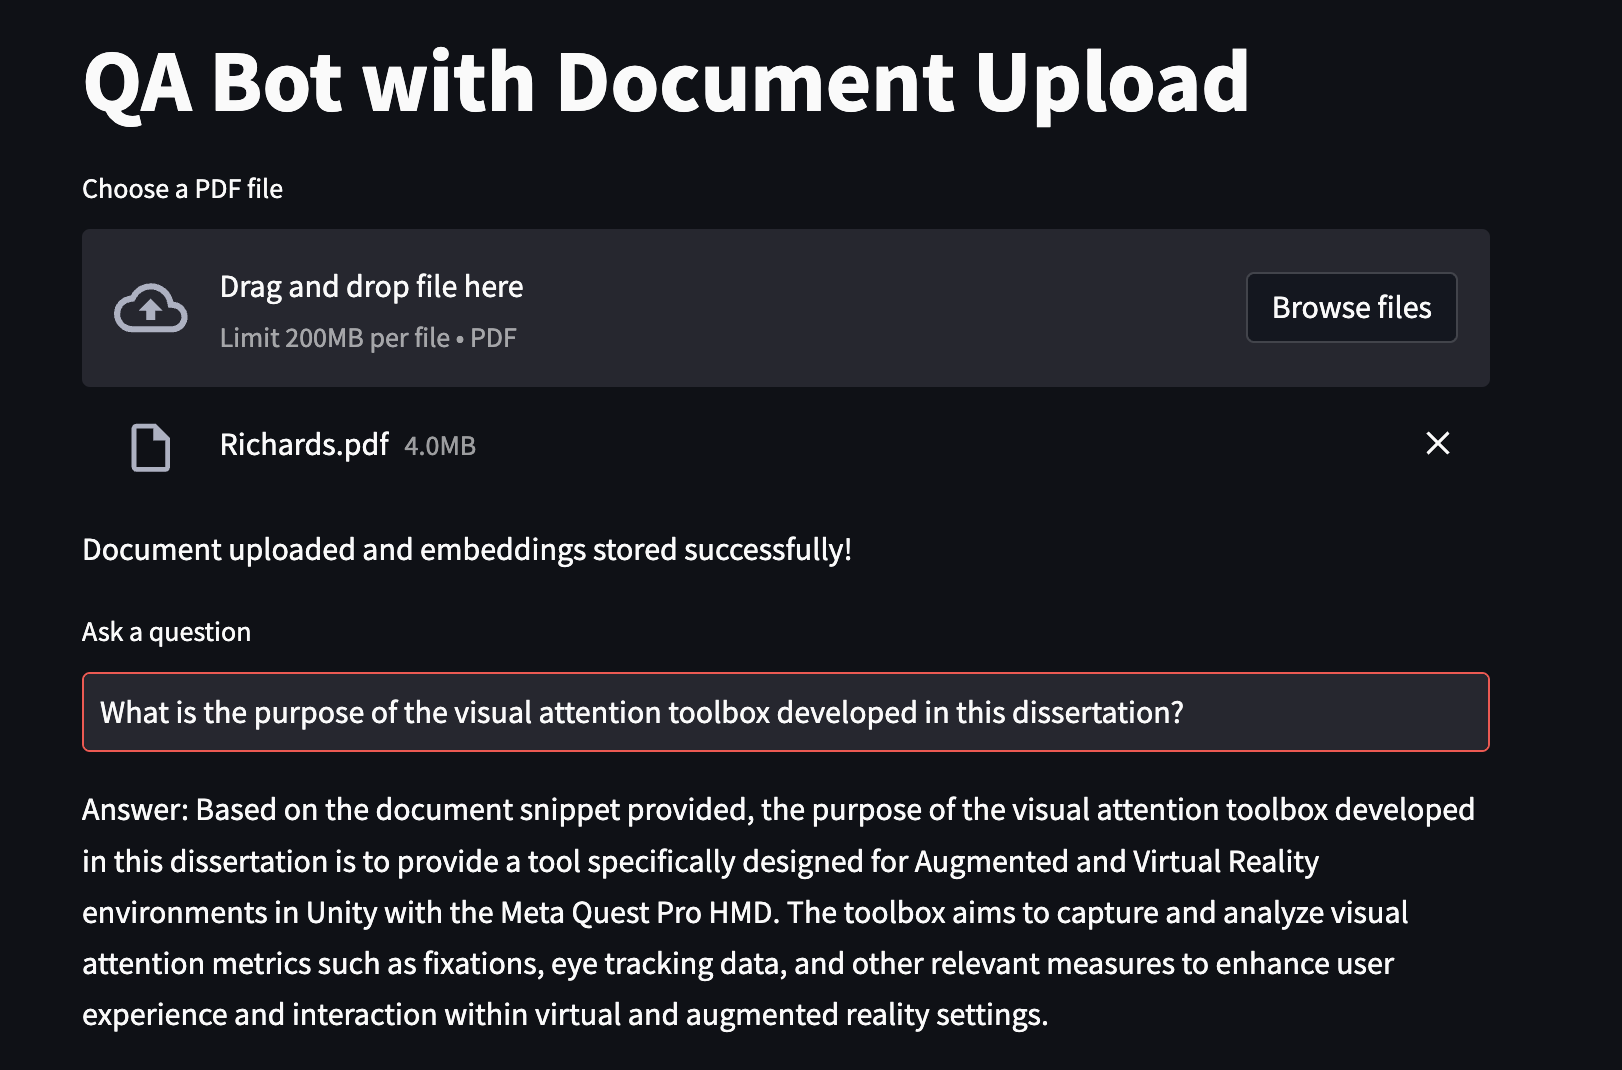 QA Bot with Document Upload
Choose a PDF file
Drag and drop file here
Limit 200MB per file • PDF
Browse files
Richards.pdf 4.0MB
Document uploaded and embeddings stored successfully!
Ask a question
What is the purpose of the visual attention toolbox developed in this dissertation?
Answer: Based on the document snippet provided, the purpose of the visual attention toolbox developed
in this dissertation is to provide a tool specifically designed for Augmented and Virtual Reality
environments in Unity with the Meta Quest Pro HMD. The toolbox aims to capture and analyze visual
attention metrics such as fixations, eye tracking data, and other relevant measures to enhance user
experience and interaction within virtual and augmented reality settings.